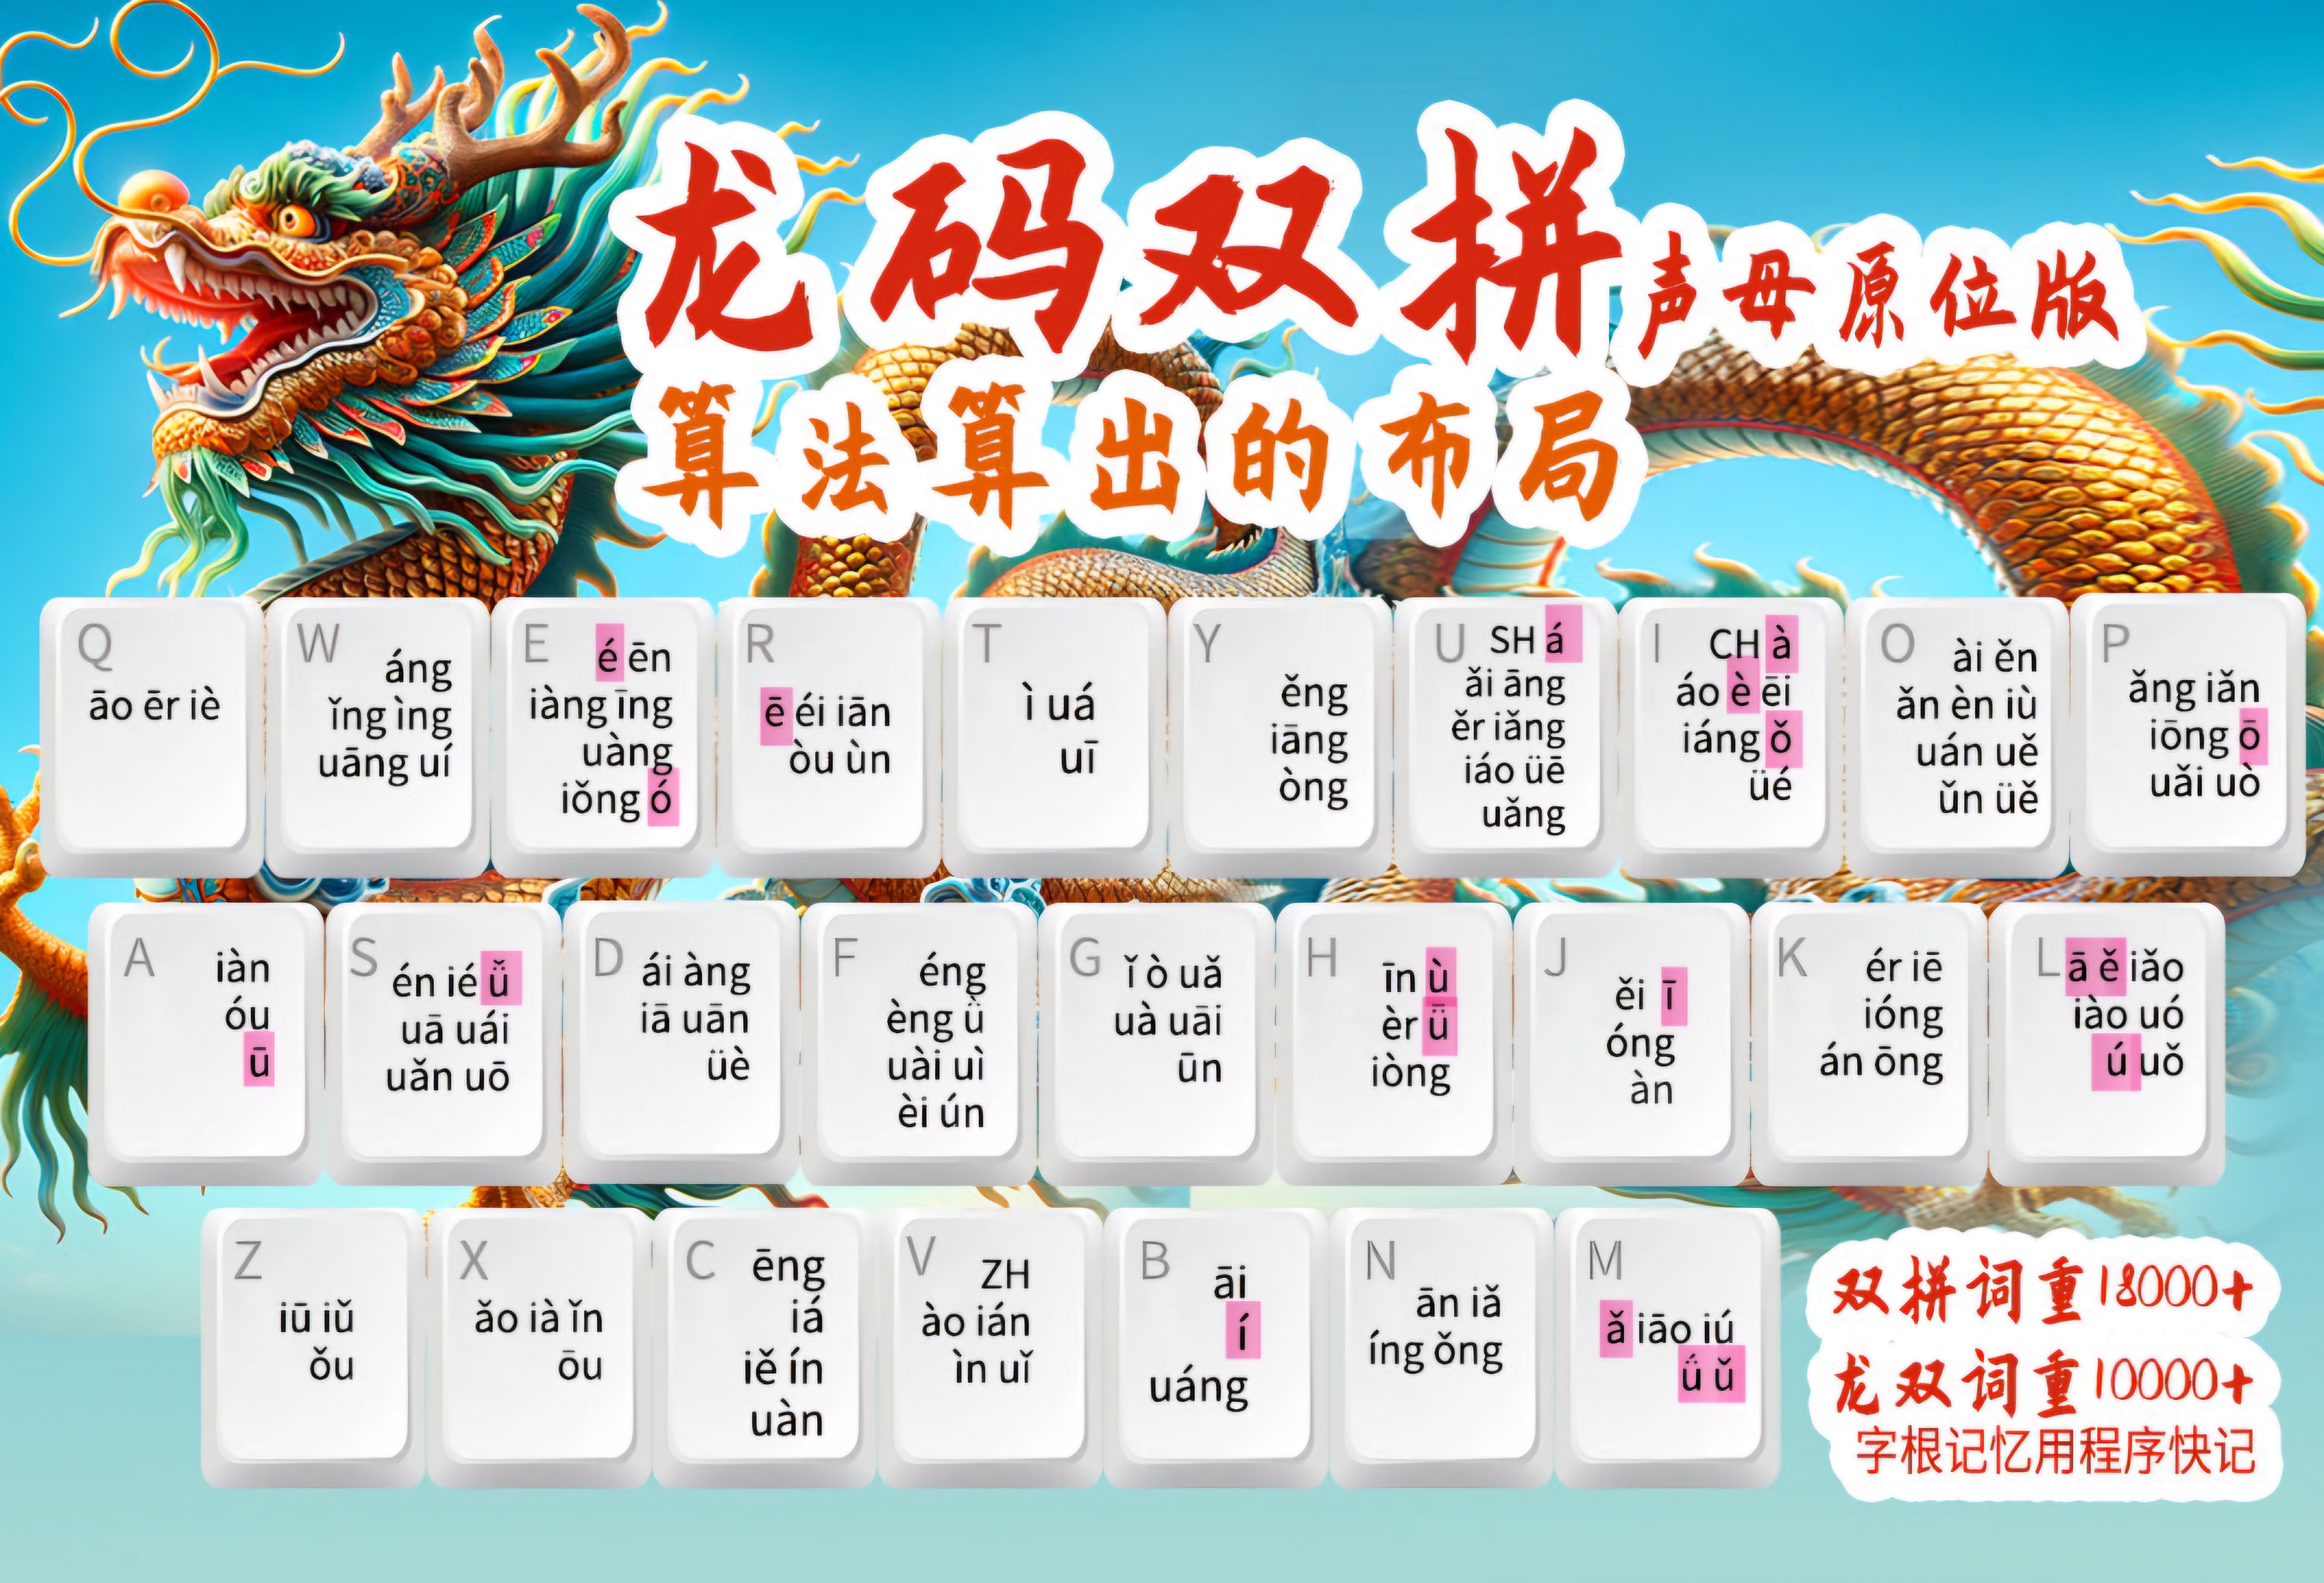 龙码双拼声母原位版
算法算出的布局
Q
āo ēr iè
W
áng
ǐng ìng
uāng uí
E
é ēn
iàng īng
uàng
iǒng ó
R
ē éi iān
òu ùn
T
ì uá
uī
Y
ěng
iāng
òng
U
SH á
ǎi āng
ěr iǎng
iáo üē
uǎng
I
CH à
áo è ēi
iáng ǒ
üé
O
ài ěn
ǎn èn iù
uán uě
ǔn üě
P
ǎng iǎn
iōng ō
uǎi uò
A
iàn
óu
ū
S
én ié ǚ
uā uái
uǎn uō
D
ái àng
iā uān
üè
F
éng
èng ǜ
uài uì
èi ún
G
ǐ ò uǎ
uà uāi
ūn
H
īn ù
èr ǖ
iòng
J
ěi ī
óng
àn
K
ér iē
ióng
án ōng
L
ā ě iǎo
iào uó
ú uǒ
Z
iū iǔ
ǒu
X
ǎo ià ǐn
ōu
C
ēng
iá
iě ín
uàn
V
ZH
ào ián
ìn uǐ
B
āi
í
uáng
N
ān iǎ
íng ǒng
M
ǎ iāo iú
ǘ ǔ
双拼词重18000+
龙双词重10000+
字根记忆用程序快记